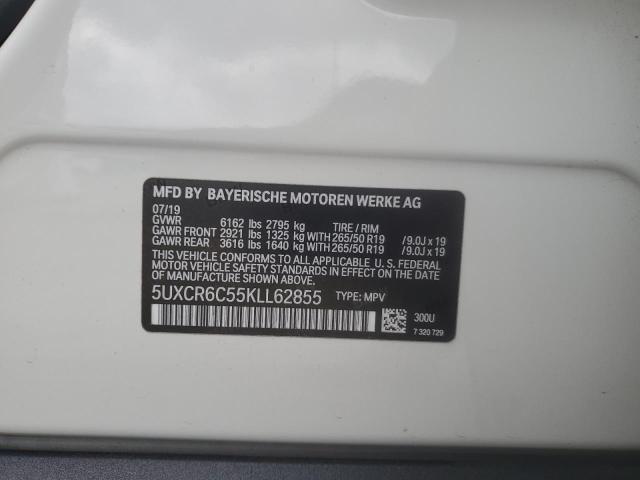 MFD BY BAYERISCHE MOTOREN WERKE AG
07/19
GVWR 6162 lbs 2795 kg TIRE / RIM
GAWR FRONT 2921 lbs 1325 kg WITH 265/50 R19 /9.0J x 19
GAWR REAR 3616 lbs 1640 kg WITH 265/50 R19 /9.0J x 19
THIS VEHICLE CONFORMS TO ALL APPLICABLE U. S. FEDERAL
MOTOR VEHICLE SAFETY STANDARDS IN EFFECT ON THE DATE
OF MANUFACTURE SHOWN ABOVE.
5UXCR6C55KLL62855 TYPE: MPV
300U
7 320 729